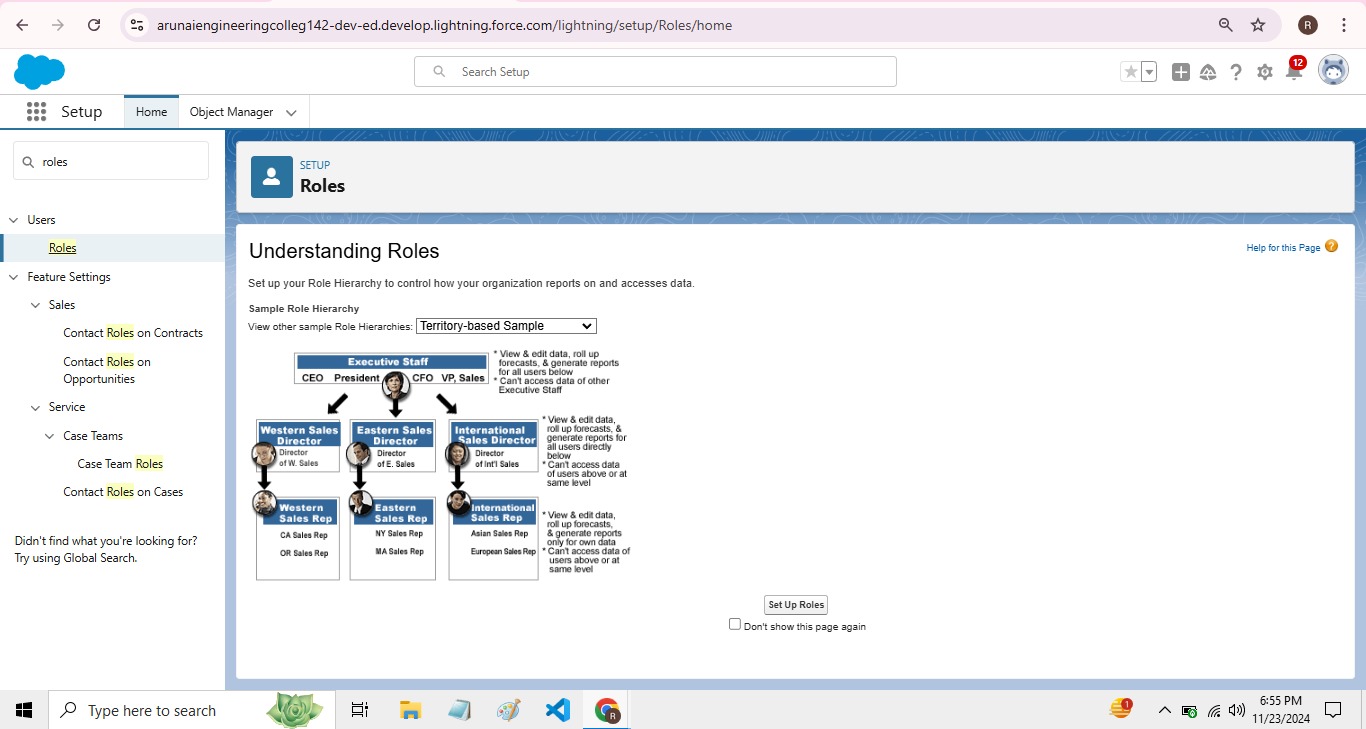 arunaiengineeringcolleg142-dev-ed.develop.lightning.force.com/lightning/setup/Roles/home
R
Search Setup
12
Setup
Home
Object Manager
roles
Users
Roles
Feature Settings
Sales
Contact Roles on Contracts
Contact Roles on
Opportunities
Service
Case Teams
Case Team Roles
Contact Roles on Cases
Didn't find what you're looking for?
Try using Global Search.
SETUP
Roles
Understanding Roles
Help for this Page ?
Set up your Role Hierarchy to control how your organization reports on and accesses data.
Sample Role Hierarchy
View other sample Role Hierarchies: Territory-based Sample
Executive Staff
CEO President CFO VP, Sales
* View & edit data, roll up
forecasts, & generate reports
for all users below
* Can't access data of other
Executive Staff
Western Sales
Director
Director
of W. Sales
Eastern Sales
Director
Director
of E. Sales
International
Sales Director
Director
of Int'l Sales
* View & edit data,
roll up forecasts, &
generate reports for
all users directly
below
* Can't access data
of users above or at
same level
Western
Sales Rep
CA Sales Rep
OR Sales Rep
Eastern
Sales Rep
NY Sales Rep
MA Sales Rep
International
Sales Rep
Asian Sales Rep
European Sales Rep
* View & edit data,
roll up forecasts,
& generate reports
only for own data
* Can't access data of
users above or at
same level
Set Up Roles
Don't show this page again
Type here to search
R
1
6:55 PM
11/23/2024